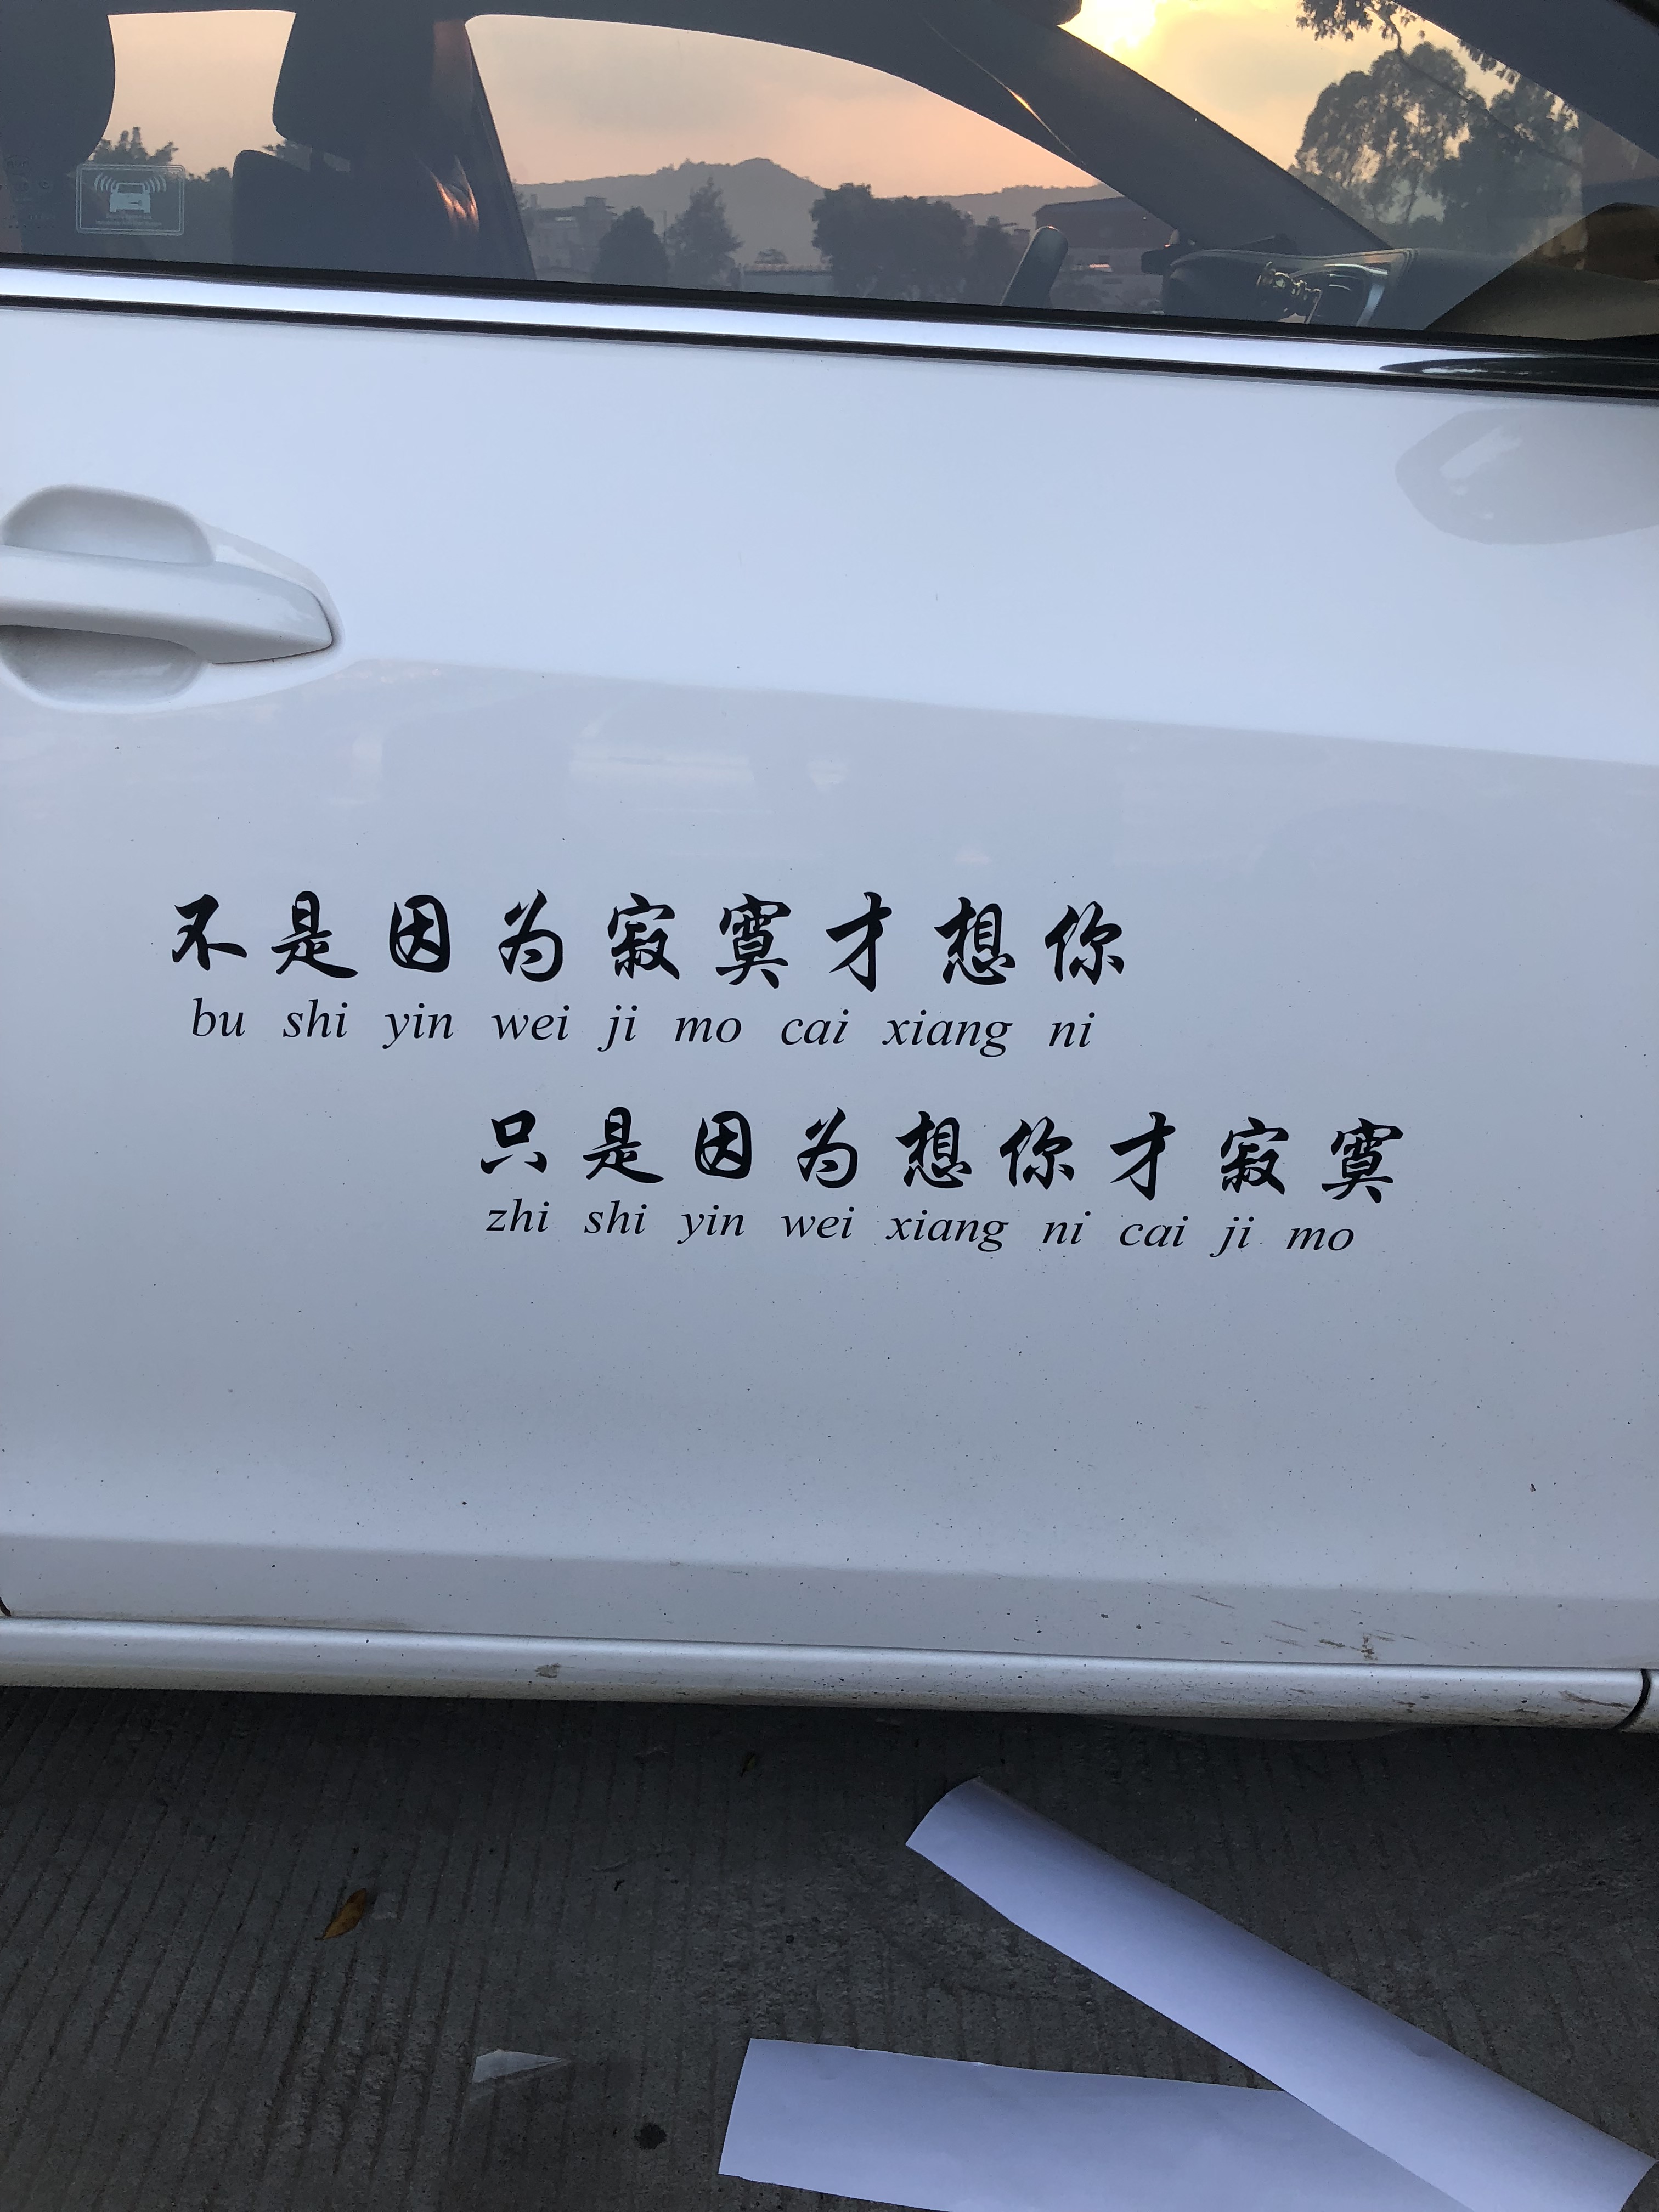 不是因为寂寞才想你
bu shi yin wei ji mo cai xiang ni
只是因为想你才寂寞
zhi shi yin wei xiang ni cai ji mo